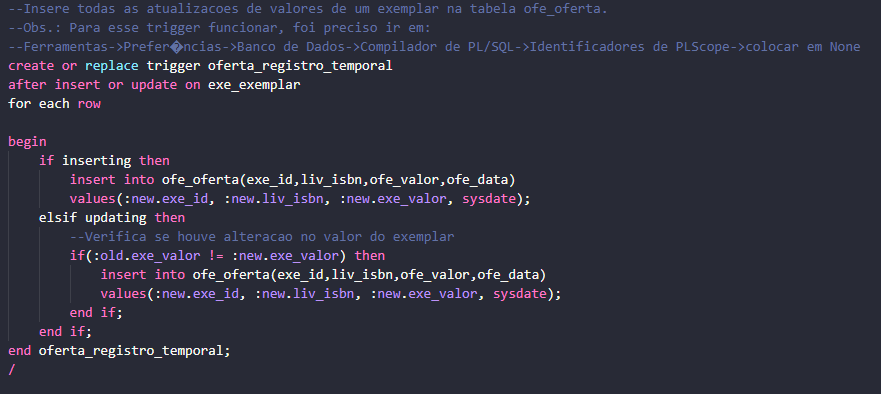 --Insere todas as atualizacoes de valores de um exemplar na tabela ofe_oferta.
--Obs.: Para esse trigger funcionar, foi preciso ir em:
--Ferramentas->Prefer�ncias->Banco de Dados->Compilador de PL/SQL->Identificadores de PLScope->colocar em None
create or replace trigger oferta_registro_temporal
after insert or update on exe_exemplar
for each row

begin
    if inserting then
        insert into ofe_oferta(exe_id,liv_isbn,ofe_valor,ofe_data)
        values(:new.exe_id, :new.liv_isbn, :new.exe_valor, sysdate);
    elsif updating then
        --Verifica se houve alteracao no valor do exemplar
        if(:old.exe_valor != :new.exe_valor) then
            insert into ofe_oferta(exe_id,liv_isbn,ofe_valor,ofe_data)
            values(:new.exe_id, :new.liv_isbn, :new.exe_valor, sysdate);
        end if;
    end if;
end oferta_registro_temporal;
/